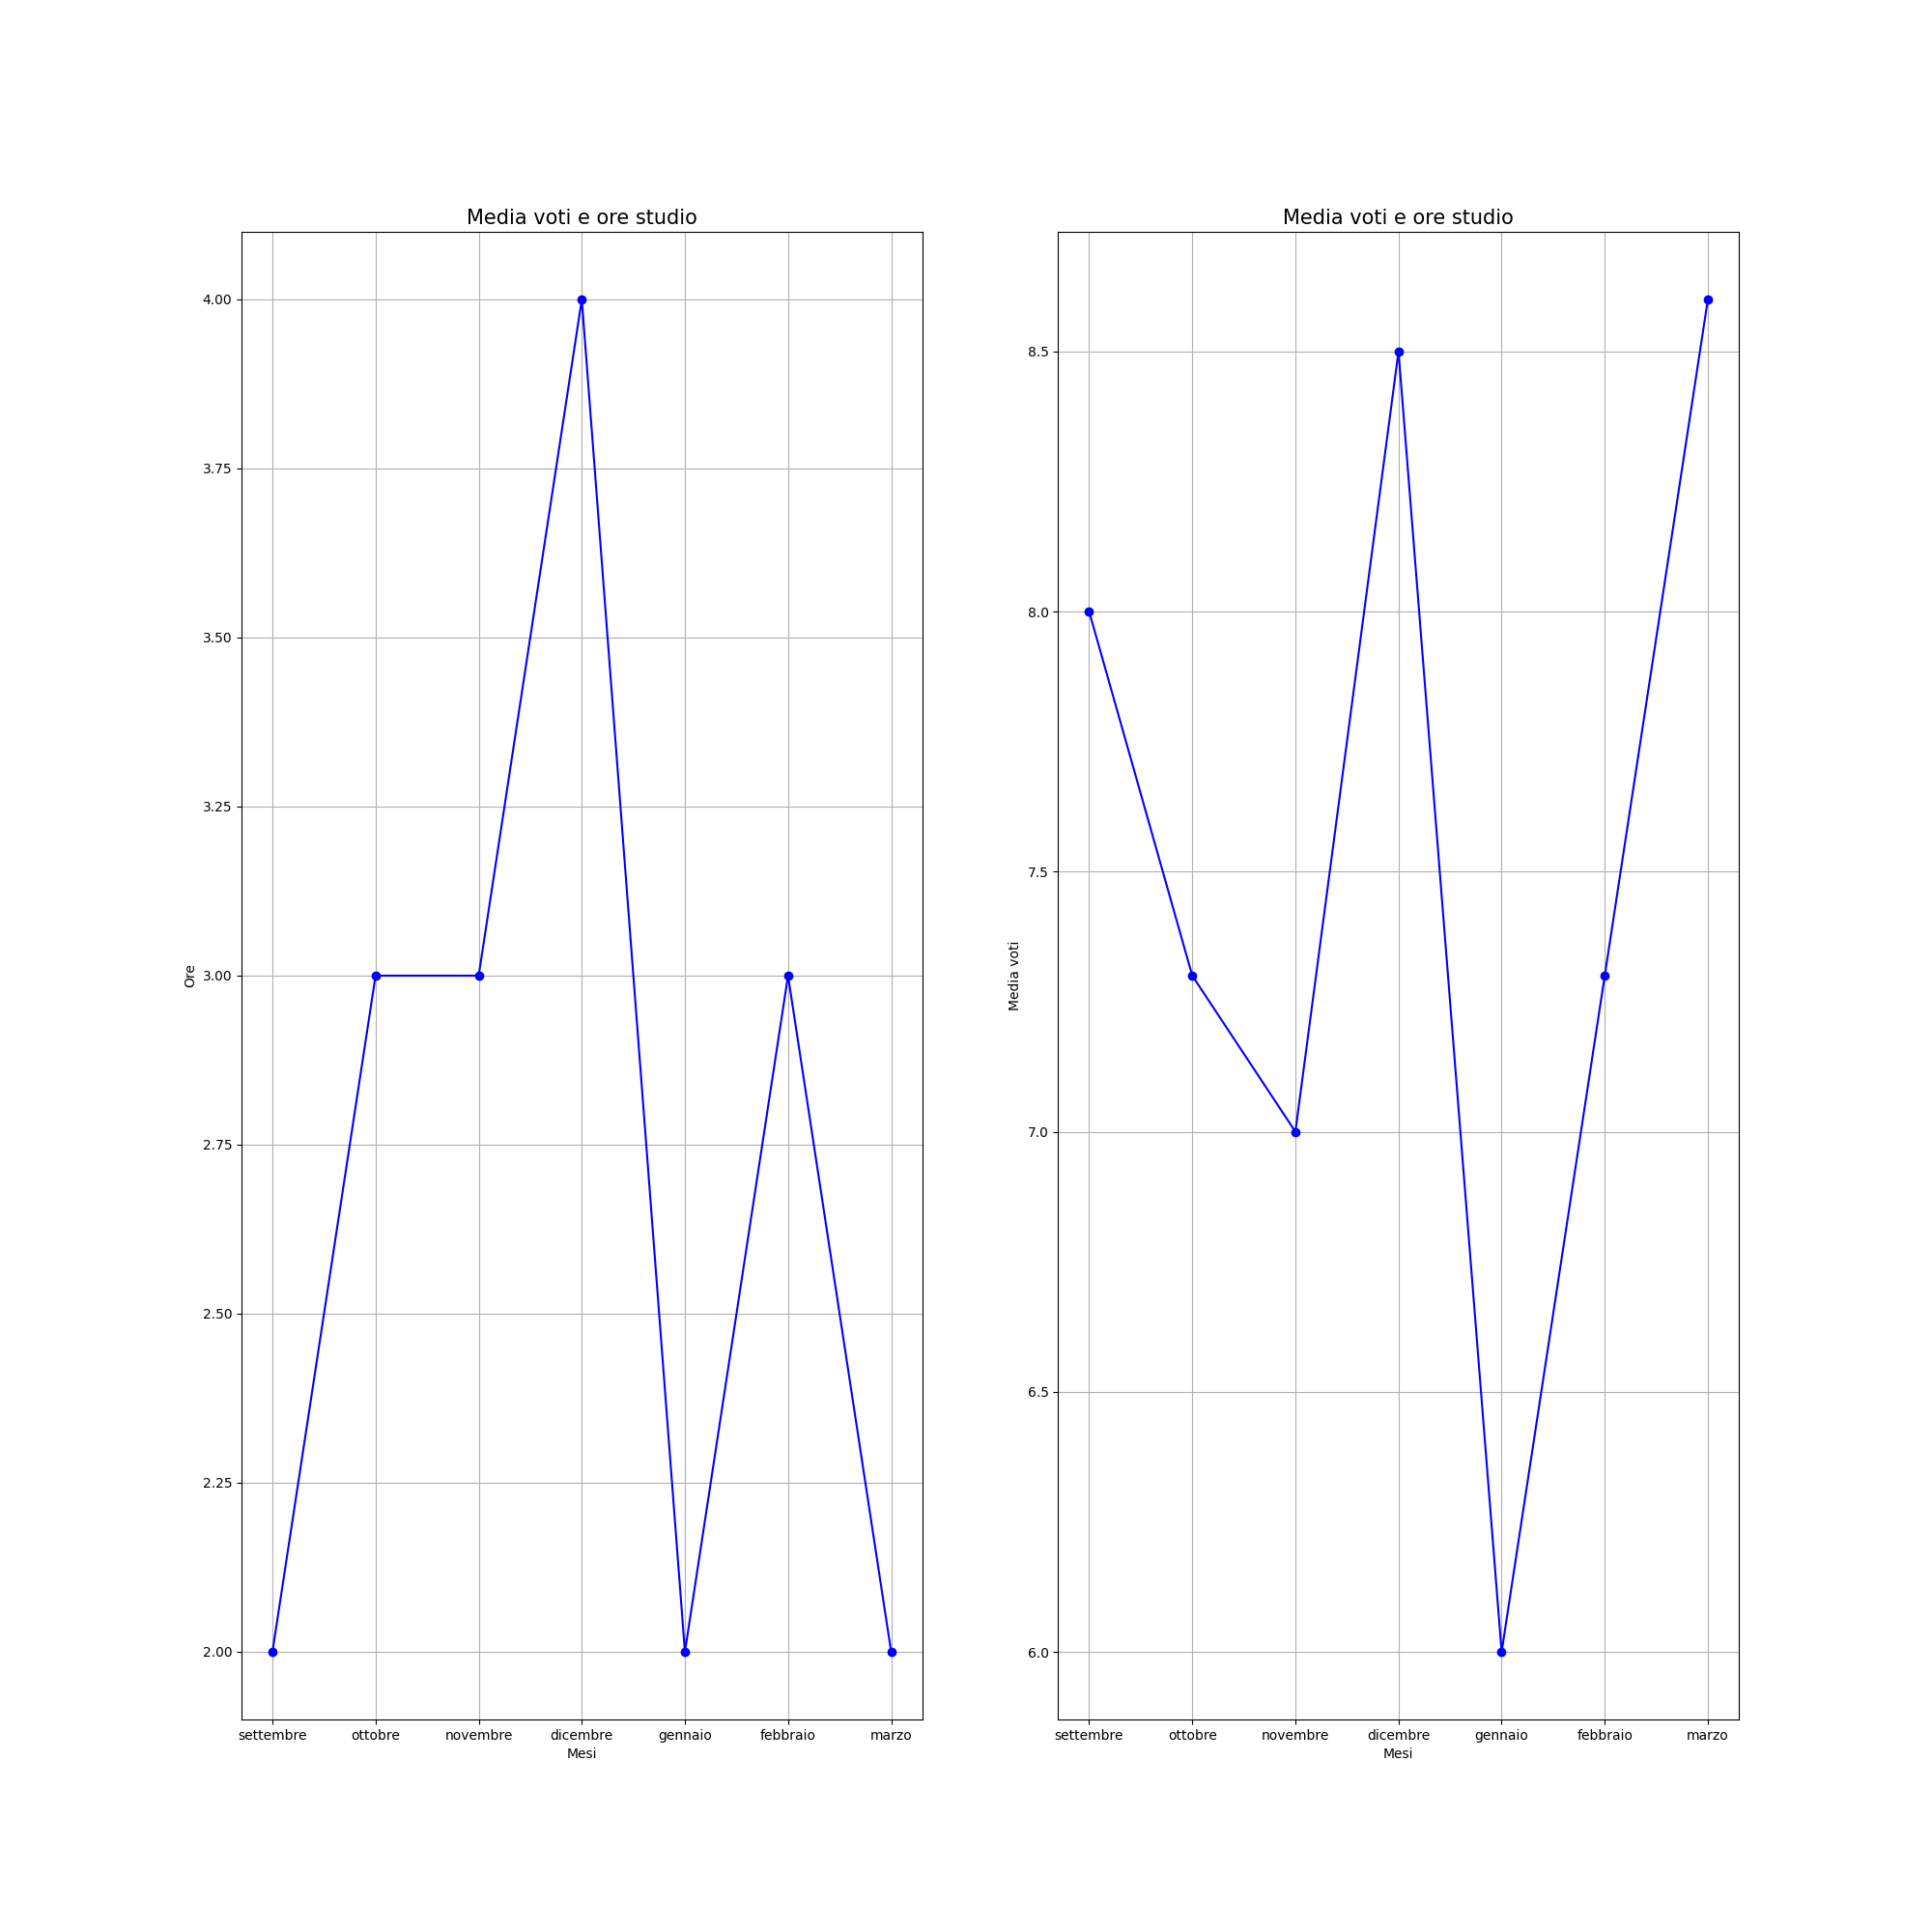 Media voti e ore studio
4.00
3.75
3.50
3.25
3.00
2.75
2.50
2.25
2.00
Ore
settembre ottobre novembre dicembre gennaio febbraio marzo
Mesi
Media voti e ore studio
8.5
8.0
7.5
7.0
6.5
6.0
Media voti
settembre ottobre novembre dicembre gennaio febbraio marzo
Mesi